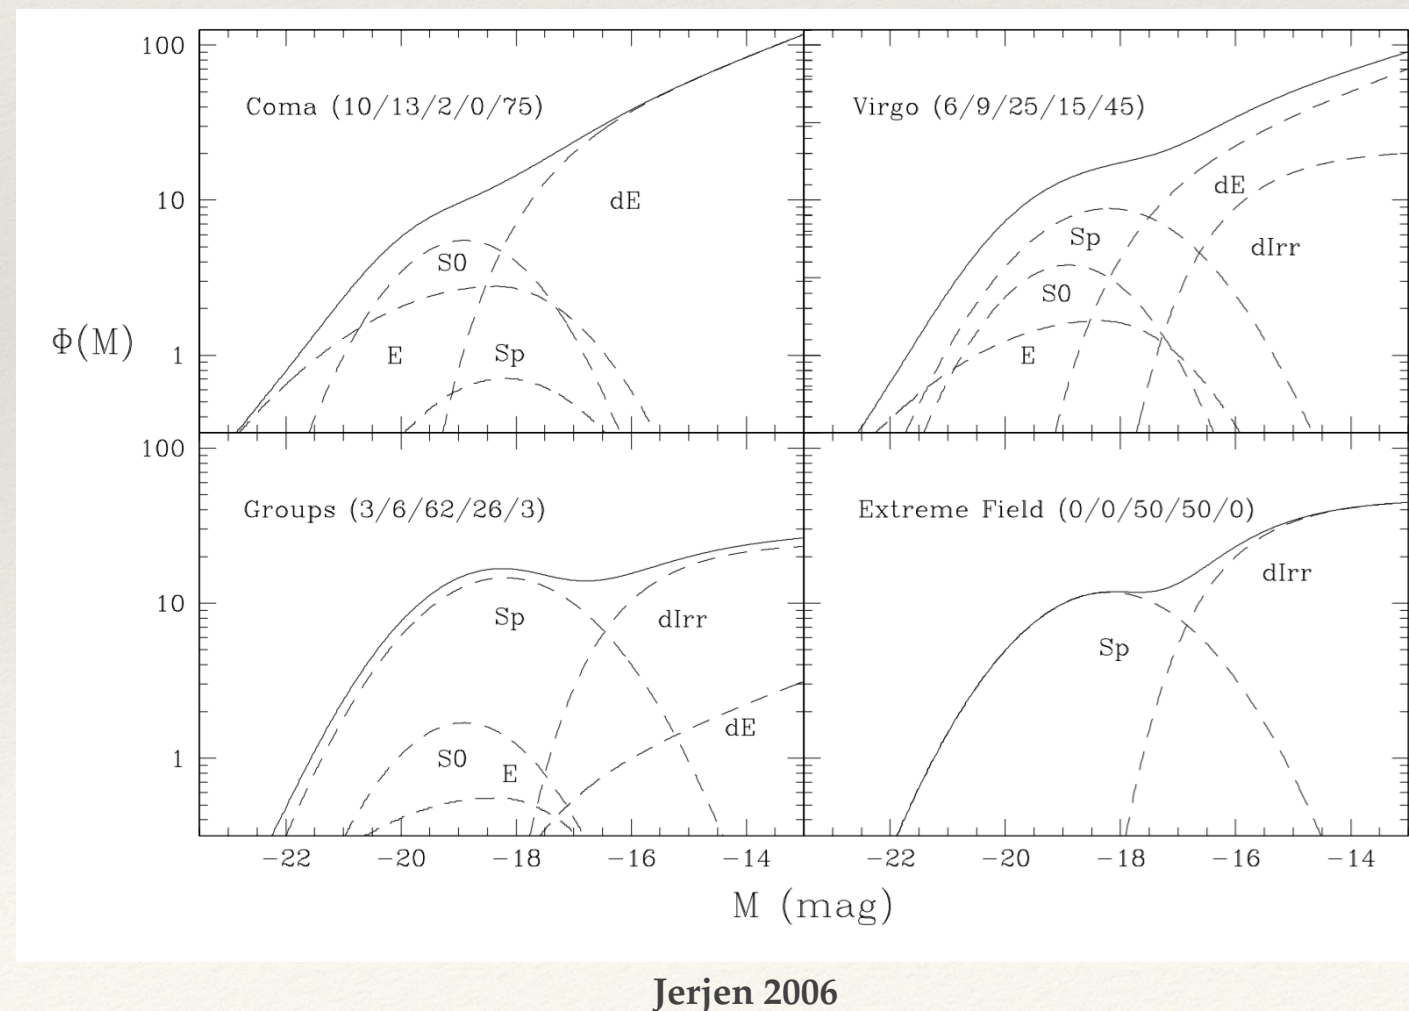 100
10
1
Φ(M)
Coma (10/13/2/0/75)
dE
S0
E
Sp
Virgo (6/9/25/15/45)
dE
Sp
dIrr
S0
E
100
10
1
Groups (3/6/62/26/3)
Sp
dIrr
S0
E
dE
Extreme Field (0/0/50/50/0)
dIrr
Sp
−22 −20 −18 −16 −14
−22 −20 −18 −16 −14
M (mag)
Jerjen 2006